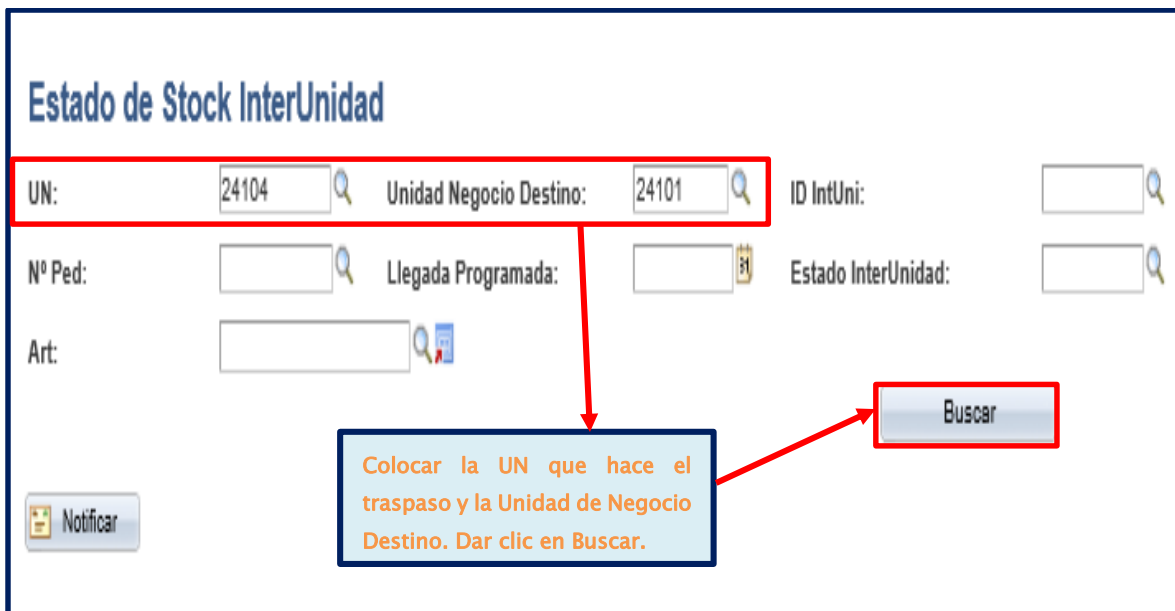 Estado de Stock InterUnidad
UN: 24104 Unidad Negocio Destino: 24101 ID IntUni:
Nº Ped: Llegada Programada: 31 Estado InterUnidad:
Art:
Buscar
Colocar la UN que hace el
traspaso y la Unidad de Negocio
Destino. Dar clic en Buscar.
Notificar